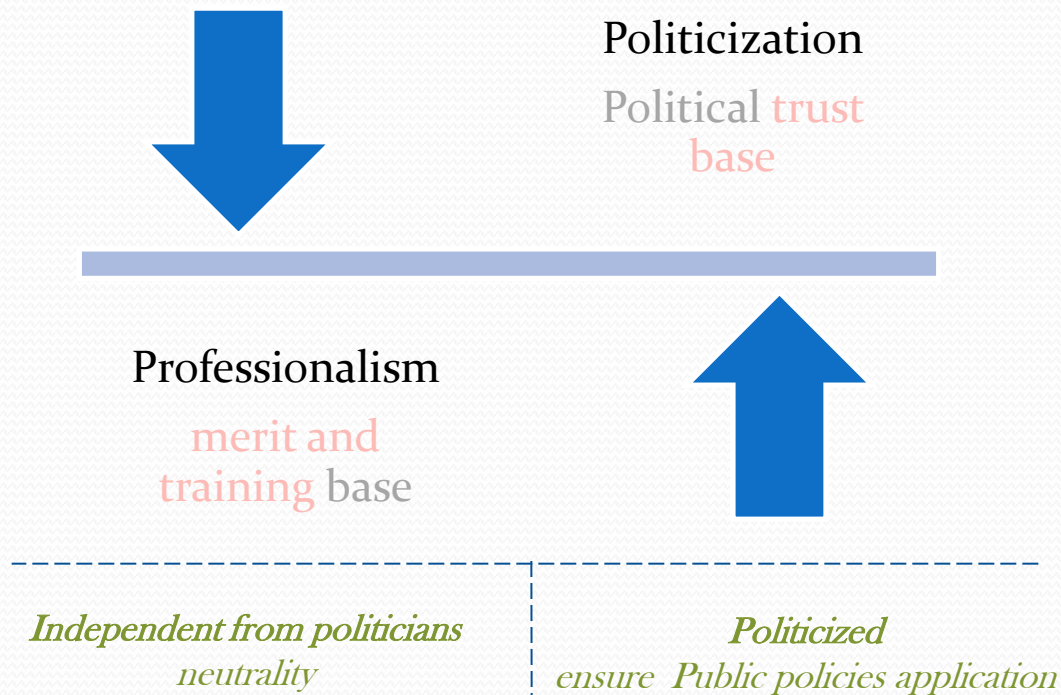 Politicization
Political trust
base
Professionalism
merit and
training base
Independent from politicians
neutrality
Politicized
ensure Public policies application